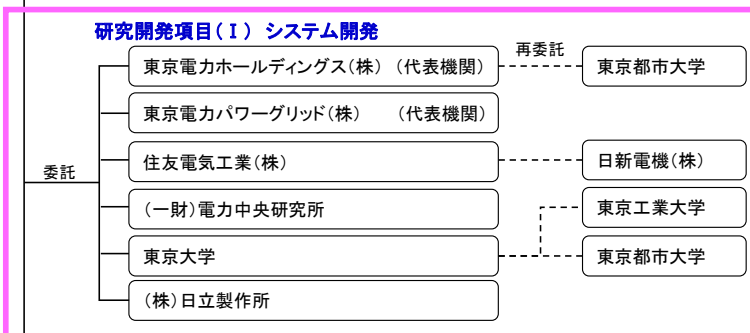 研究開発項目(Ⅰ) システム開発
東京電力ホールディングス(株) (代表機関)
再委託
東京都市大学
東京電力パワーグリッド(株) (代表機関)
住友電気工業(株)
日新電機(株)
委託
(一財)電力中央研究所
東京工業大学
東京大学
東京都市大学
(株)日立製作所